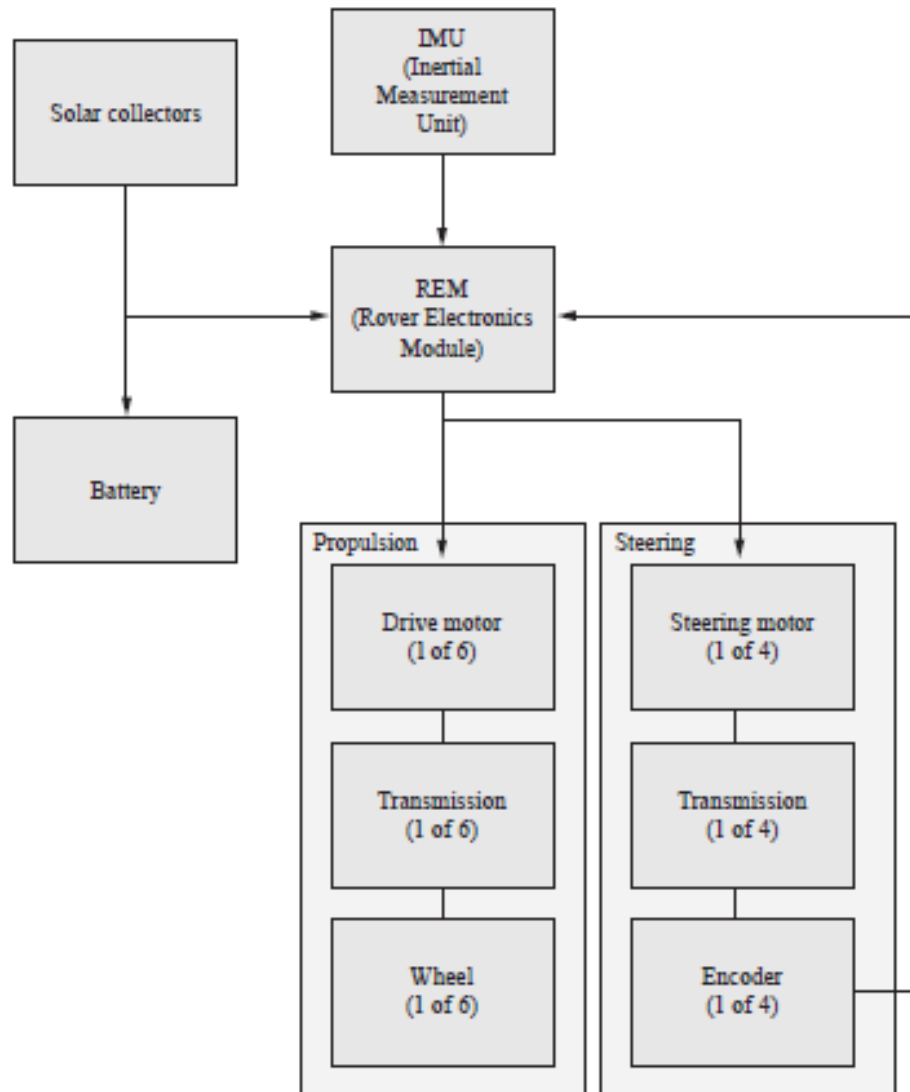 Solar collectors
IMU
(Inertial
Measurement
Unit)
REM
(Rover Electronics
Module)
Battery
Propulsion
Drive motor
(1 of 6)
Transmission
(1 of 6)
Wheel
(1 of 6)
Steering
Steering motor
(1 of 4)
Transmission
(1 of 4)
Encoder
(1 of 4)